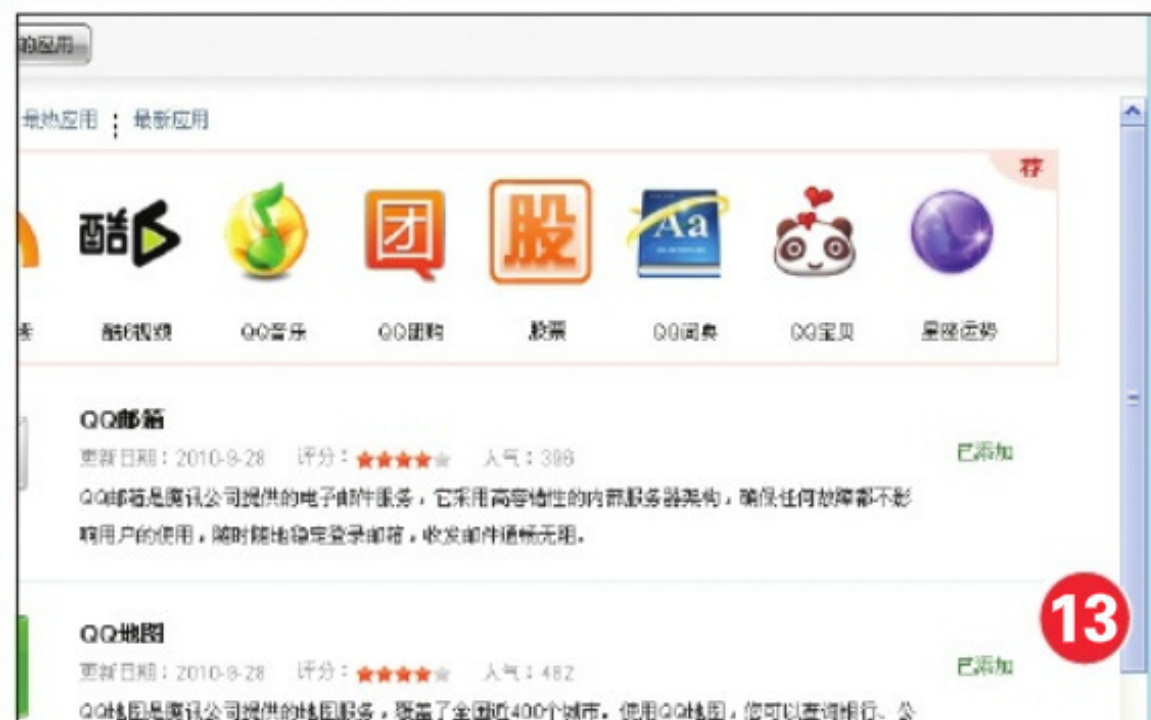 的应用
最热应用 ┆ 最新应用
荐
酷6
团
股
Aa
酷6视频 QQ音乐 QQ团购 股票 QQ词典 QQ宝贝 星座运势
QQ邮箱
更新日期：2010-9-28 评分： 人气：396
已添加
QQ邮箱是腾讯公司提供的电子邮件服务，它采用高容错性的内部服务器架构，确保任何故障都不影
响用户的使用，随时随地稳定登录邮箱，收发邮件通畅无阻。
13
QQ地图
更新日期：2010-9-28 评分： 人气：482
已添加
QQ地图是腾讯公司提供的地图服务，覆盖了全国近400个城市。使用QQ地图，您可以查询银行、公